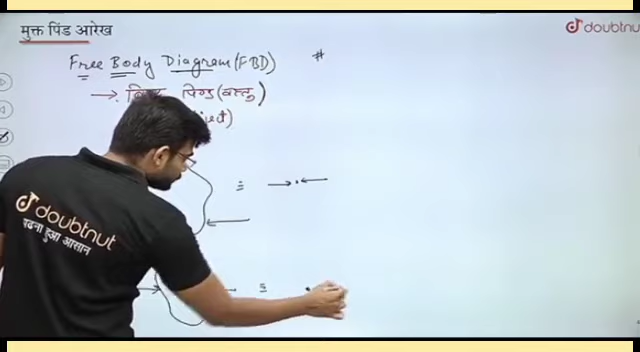 मुक्त पिंड आरेख
doubtnut
Free Body Diagram (FBD) #
→ पिण्ड (वस्तु)
doubtnut
पढ़ना हुआ आसान